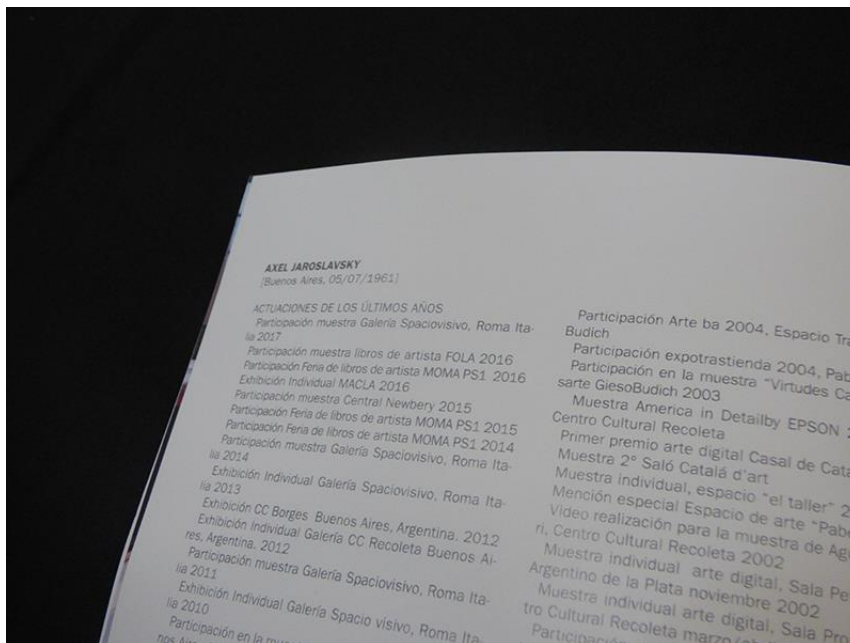 AXEL JAROSLAVSKY
(Buenos Aires, 05/07/1961)
ACTUACIONES DE LOS ÚLTIMOS AÑOS
Participación muestra Galería Spaciovisivo, Roma Ita-
lia 2017
Participación muestra libros de artista FOLA 2016
Participación Feria de libros de artista MOMA PS1 2016
Exhibición Individual MACLA 2016
Participación muestra Central Newbery 2015
Participación Feria de libros de artista MOMA PS1 2015
Participación Feria de libros de artista MOMA PS1 2014
Participación muestra Galería Spaciovisivo, Roma Ita-
lia 2014
Exhibición Individual Galería Spaciovisivo, Roma Ita-
lia 2013
Exhibición CC Borges Buenos Aires, Argentina. 2012
Exhibición Individual Galería CC Recoleta Buenos Ai-
res, Argentina. 2012
Participación muestra Galería Spaciovisivo, Roma Ita-
lia 2011
Exhibición Individual Galería Spacio visivo, Roma Ita-
lia 2010
Participación en la
Participación Arte ba 2004, Espacio
Budich
Participación expotrastienda 2004,
Participación en la muestra "Virtudes
sarte GiesoBudich 2003
Muestra America in Detailby EPSON
Centro Cultural Recoleta
Primer premio arte digital Casal de
Muestra 2º Saló Catalá d'art
Muestra individual, espacio "el taller"
Mención especial Espacio de arte
Video realización para la muestra de
ri, Centro Cultural Recoleta 2002
Muestra individual arte digital, Sala
Argentino de la Plata noviembre 2002
Muestra individual arte digital, Sala
tro Cultural Recoleta marzo